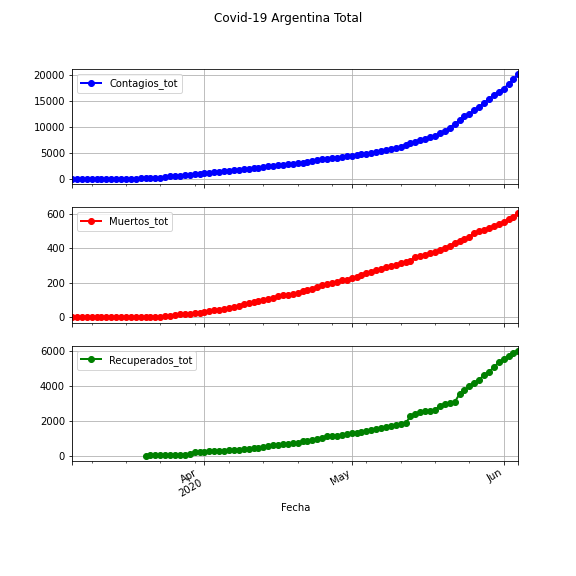 Covid-19 Argentina Total
20000
15000
10000
5000
0
Contagios_tot
600
400
200
0
Muertos_tot
6000
4000
2000
0
Recuperados_tot
Apr
2020
May
Jun
Fecha